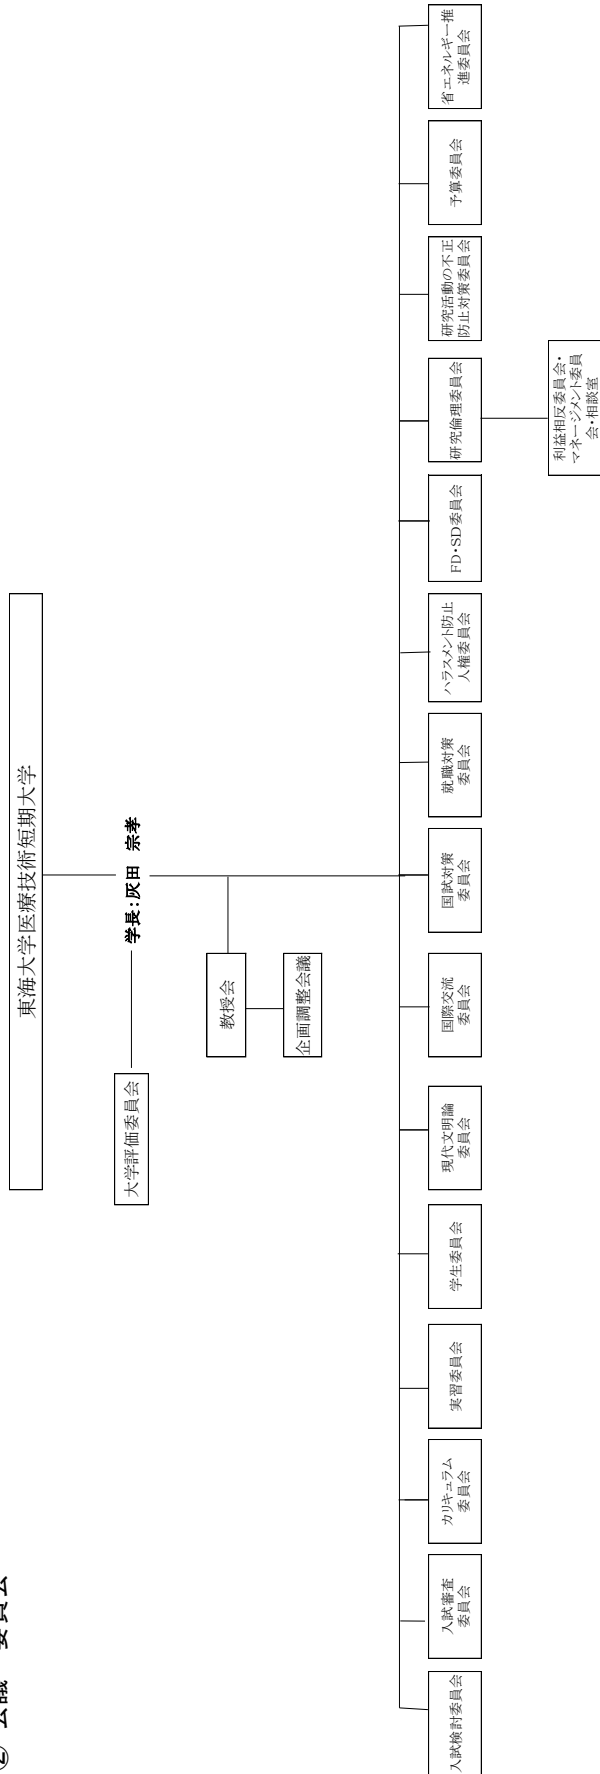 ② 会議・委員会
東海大学医療技術短期大学
学長：灰田　宗孝
大学評価委員会
教授会
企画調整会議
入試検討委員会
入試審査
委員会
カリキュラム
委員会
実習委員会
学生委員会
現代文明論
委員会
国際交流
委員会
国試対策
委員会
就職対策
委員会
ハラスメント防止
人権委員会
FD・SD委員会
研究倫理委員会
研究活動の不正
防止対策委員会
予算委員会
省エネルギー推
進委員会
利益相反委員会・
マネージメント委員
会・相談室